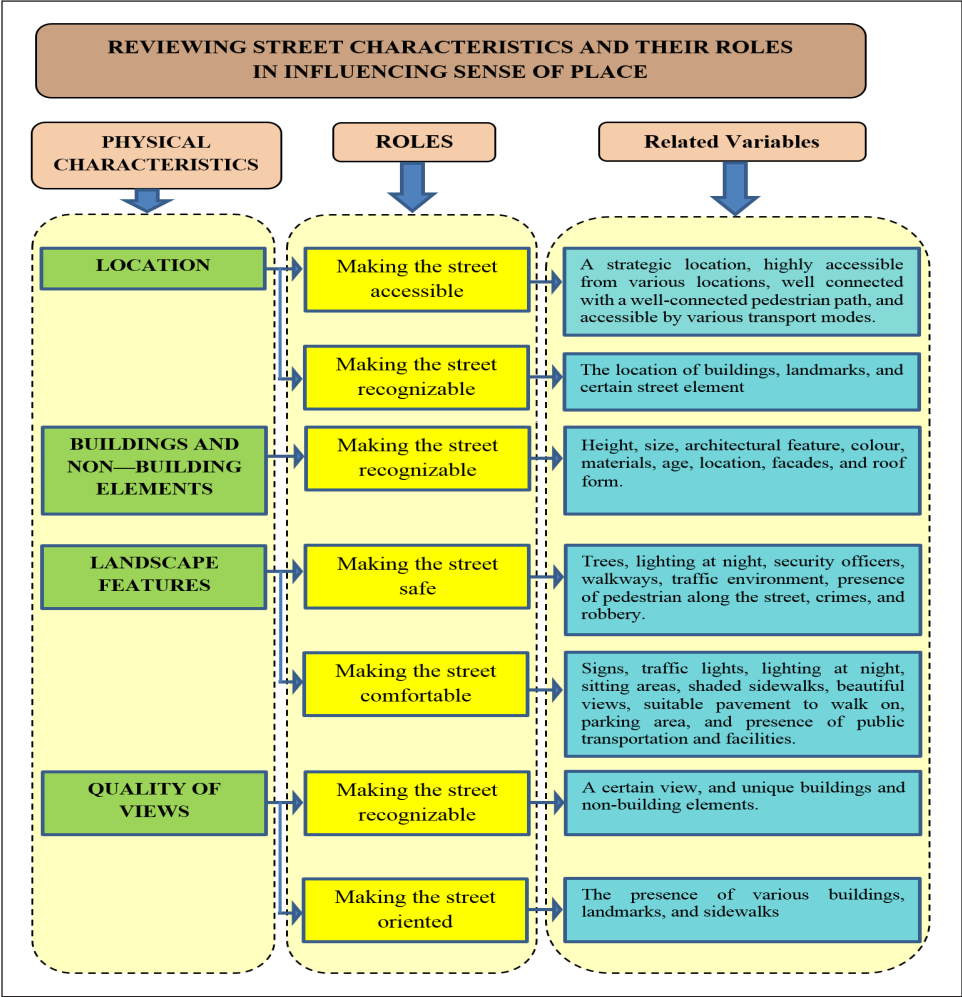 REVIEWING STREET CHARACTERISTICS AND THEIR ROLES
IN INFLUENCING SENSE OF PLACE
PHYSICAL
CHARACTERISTICS
ROLES
Related Variables
LOCATION
Making the street
accessible
A strategic location, highly accessible
from various locations, well connected
with a well-connected pedestrian path, and
accessible by various transport modes.
Making the street
recognizable
The location of buildings, landmarks, and
certain street element
BUILDINGS AND
NON—BUILDING
ELEMENTS
Making the street
recognizable
Height, size, architectural feature, colour,
materials, age, location, facades, and roof
form.
LANDSCAPE
FEATURES
Making the street
safe
Trees, lighting at night, security officers,
walkways, traffic environment, presence
of pedestrian along the street, crimes, and
robbery.
Making the street
comfortable
Signs, traffic lights, lighting at night,
sitting areas, shaded sidewalks, beautiful
views, suitable pavement to walk on,
parking area, and presence of public
transportation and facilities.
QUALITY OF
VIEWS
Making the street
recognizable
A certain view, and unique buildings and
non-building elements.
Making the street
oriented
The presence of various buildings,
landmarks, and sidewalks